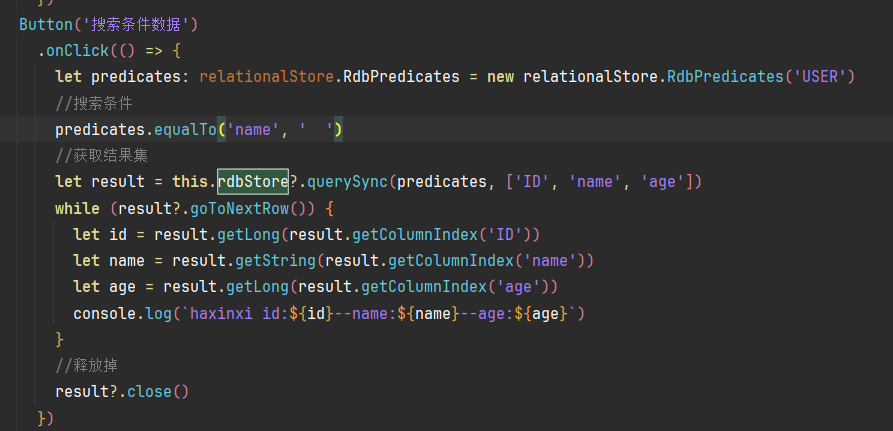 })
Button('搜索条件数据')
.onClick(() => {
let predicates: relationalStore.RdbPredicates = new relationalStore.RdbPredicates('USER')
//搜索条件
predicates.equalTo('name', '  ')
//获取结果集
let result = this.rdbStore?.querySync(predicates, ['ID', 'name', 'age'])
while (result?.goToNextRow()) {
let id = result.getLong(result.getColumnIndex('ID'))
let name = result.getString(result.getColumnIndex('name'))
let age = result.getLong(result.getColumnIndex('age'))
console.log(`haxinxi id:${id}--name:${name}--age:${age}`)
}
//释放掉
result?.close()
})